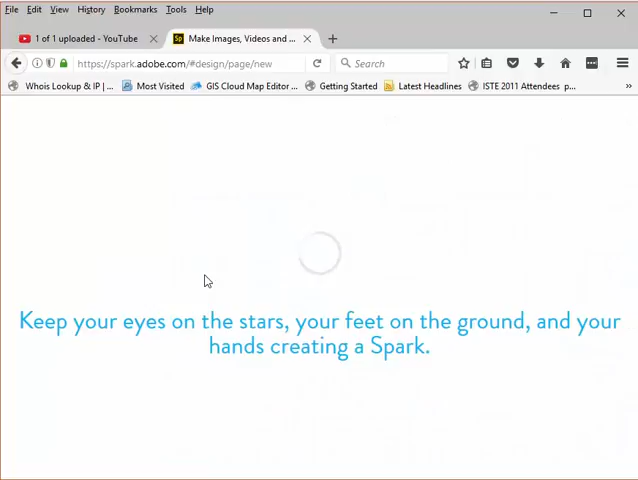 File Edit View History Bookmarks Tools Help
1 of 1 uploaded - YouTube
Sp Make Images, Videos and ...
https://spark.adobe.com/#design/page/new
Search
Whois Lookup & IP | ... Most Visited GIS Cloud Map Editor ... Getting Started Latest Headlines ISTE 2011 Attendees p...
Keep your eyes on the stars, your feet on the ground, and your
hands creating a Spark.